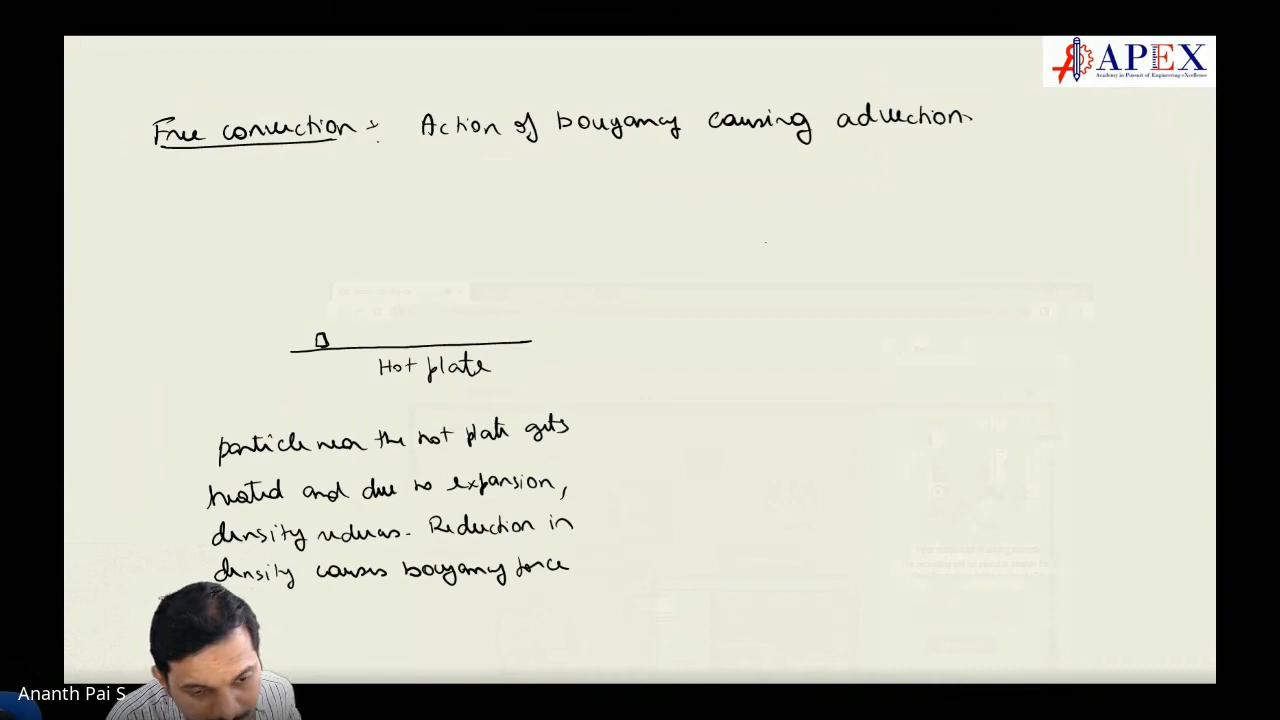 APEX
Academy in Pursuit of Engineering eXcellence
Free convection : Action of bouyancy causing advection
Hot plate
particle near the hot plate gets
heated and due to expansion,
density reduces. Reduction in
density causes bouyancy force
Ananth Pai S